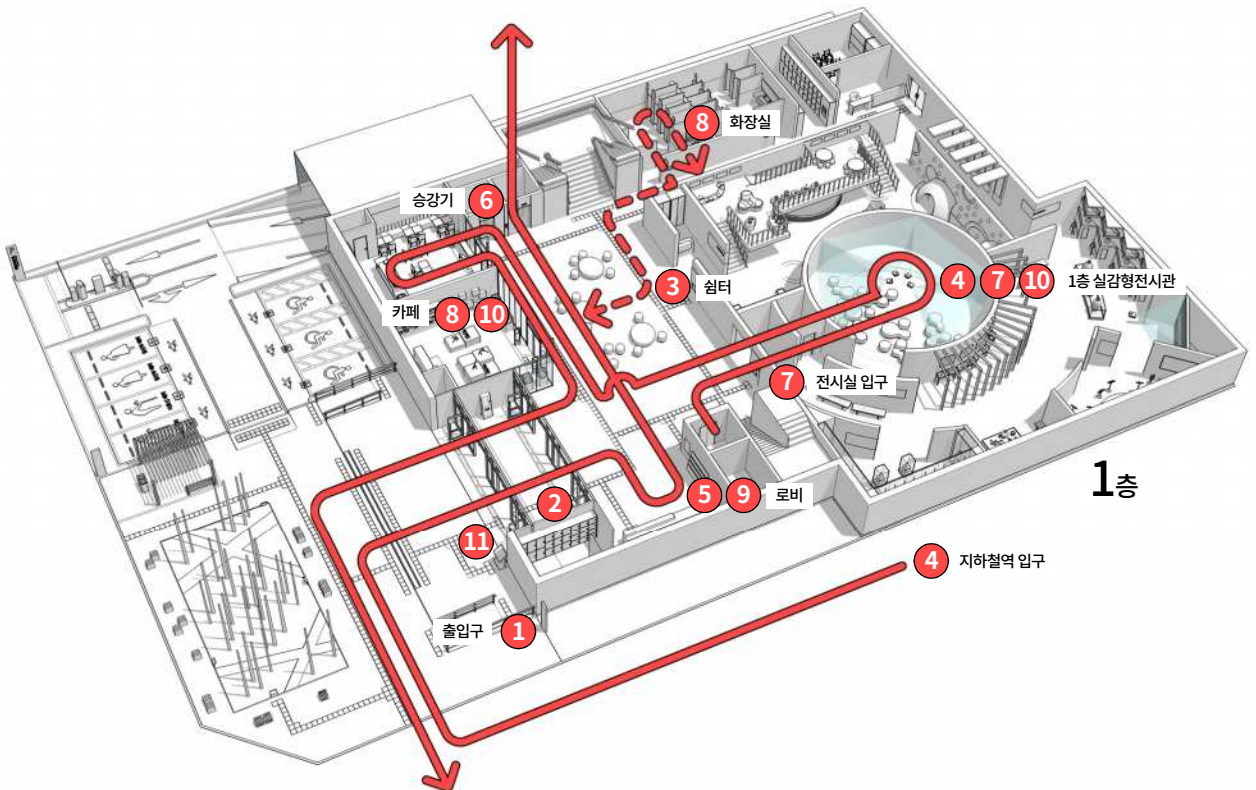 8 화장실
승강기 6
3 쉼터
4 7 10 1층 실감형전시관
카페 8 10
7 전시실 입구
1층
5 9 로비
2
11
4 지하철역 입구
출입구 1